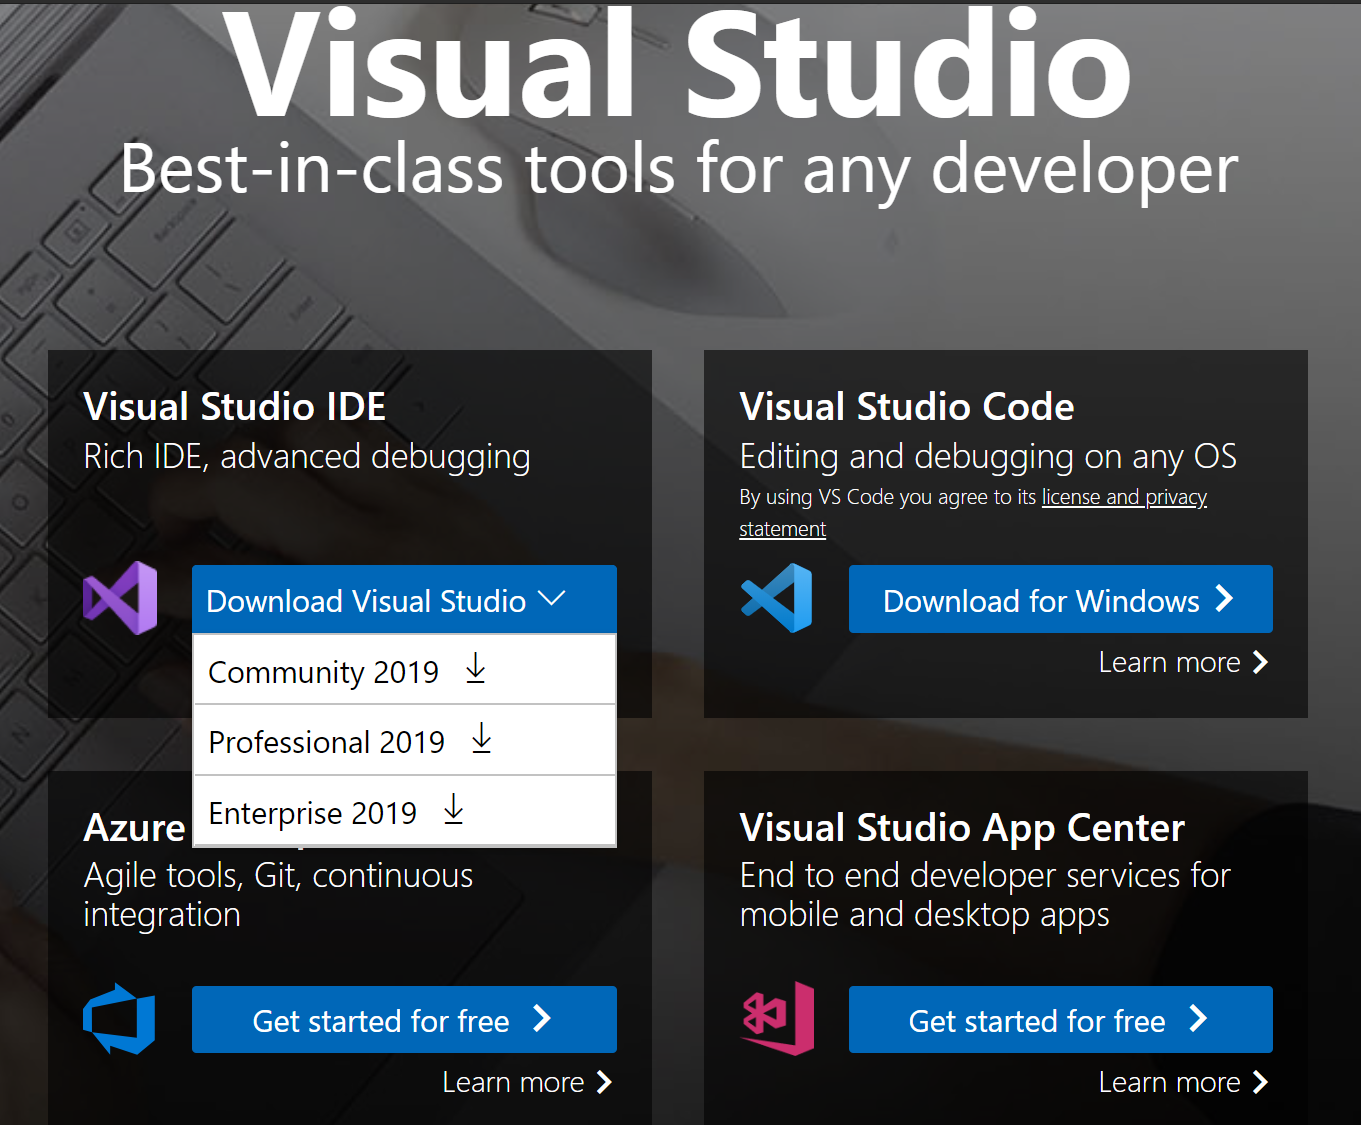 Visual Studio
Best-in-class tools for any developer
Visual Studio IDE
Rich IDE, advanced debugging
Download Visual Studio
Community 2019
Professional 2019
Enterprise 2019
Visual Studio Code
Editing and debugging on any OS
By using VS Code you agree to its license and privacy
statement
Download for Windows
Learn more
Azure
Agile tools, Git, continuous
integration
Get started for free
Learn more
Visual Studio App Center
End to end developer services for
mobile and desktop apps
Get started for free
Learn more